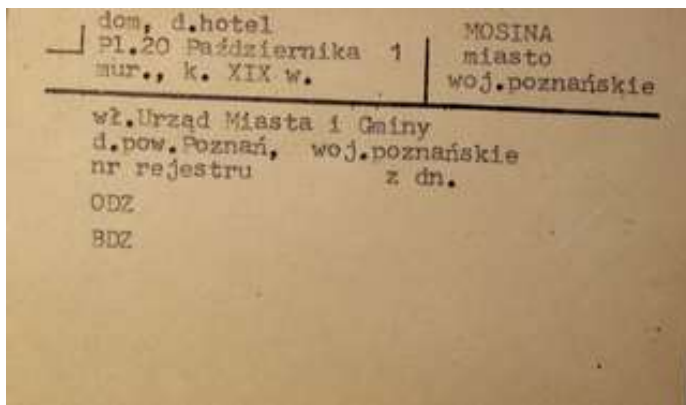 dom, d.hotel
Pl.20 Października 1
mur., k. XIX w.
MOSINA
miasto
woj.poznańskie
wł.Urząd Miasta i Gminy
d.pow.Poznań, woj.poznańskie
nr rejestru z dn.
ODZ
BDZ